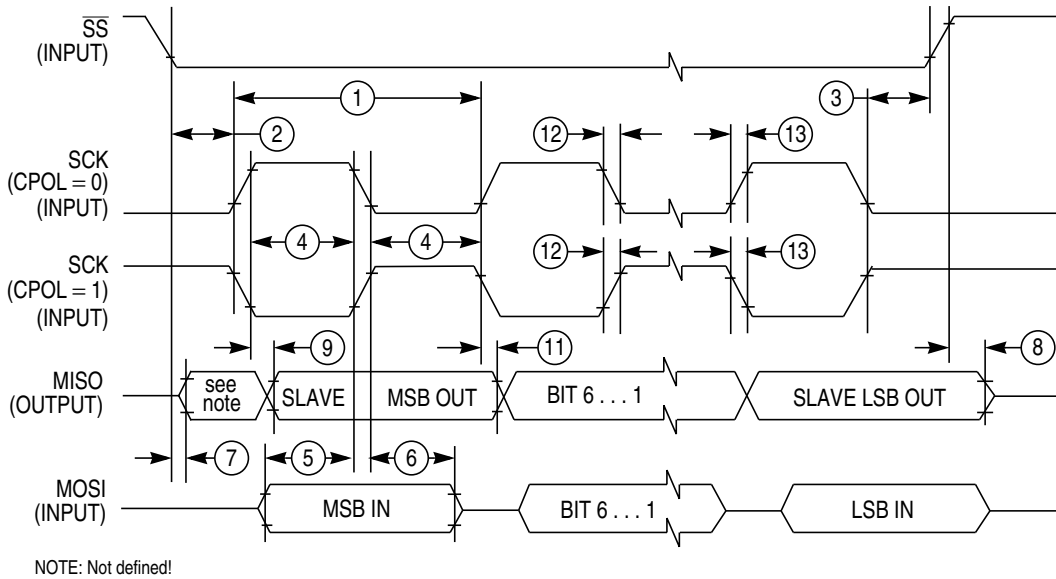 SS
(INPUT)
1
3
2
12
13
SCK
(CPOL = 0)
(INPUT)
4
4
12
13
SCK
(CPOL = 1)
(INPUT)
9
11
8
MISO
(OUTPUT)
see
note
SLAVE
MSB OUT
BIT 6 . . . 1
SLAVE LSB OUT
7
5
6
MOSI
(INPUT)
MSB IN
BIT 6 . . . 1
LSB IN
NOTE: Not defined!